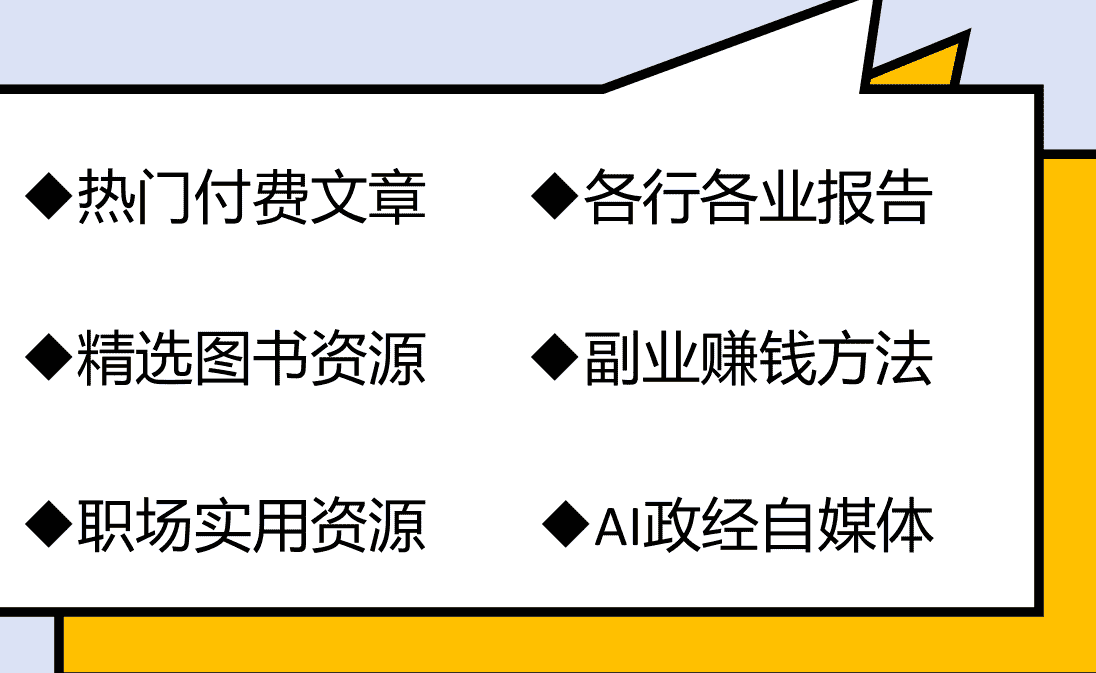 ◆热门付费文章 ◆各行各业报告
◆精选图书资源 ◆副业赚钱方法
◆职场实用资源 ◆AI政经自媒体